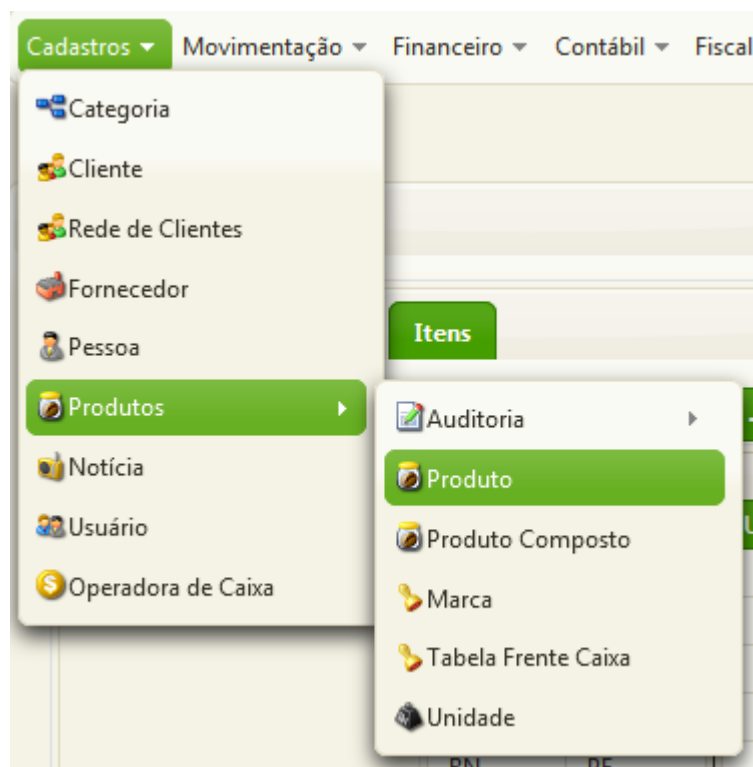 Cadastros Movimentação Financeiro Contábil Fiscal
Categoria
Cliente
Rede de Clientes
Fornecedor
Pessoa
Produtos
Notícia
Usuário
Operadora de Caixa
Itens
Auditoria
Produto
Produto Composto
Marca
Tabela Frente Caixa
Unidade